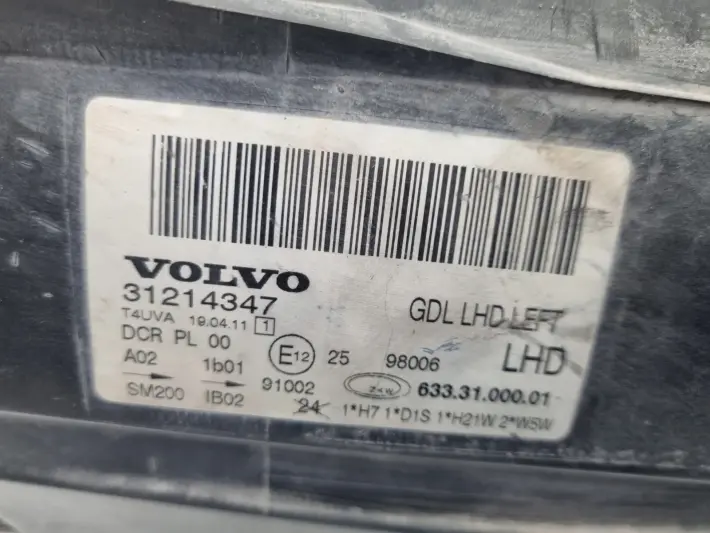 VOLVO
31214347
GDL LHD LEFT
T4UVA 19.04.11 1
DCR PL 00
E12 25 98006 LHD
A02 1b01
91002 ZKW 633.31.000.01
SM200 IB02
24 1*H7 1*D1S 1*H21W 2*W5W